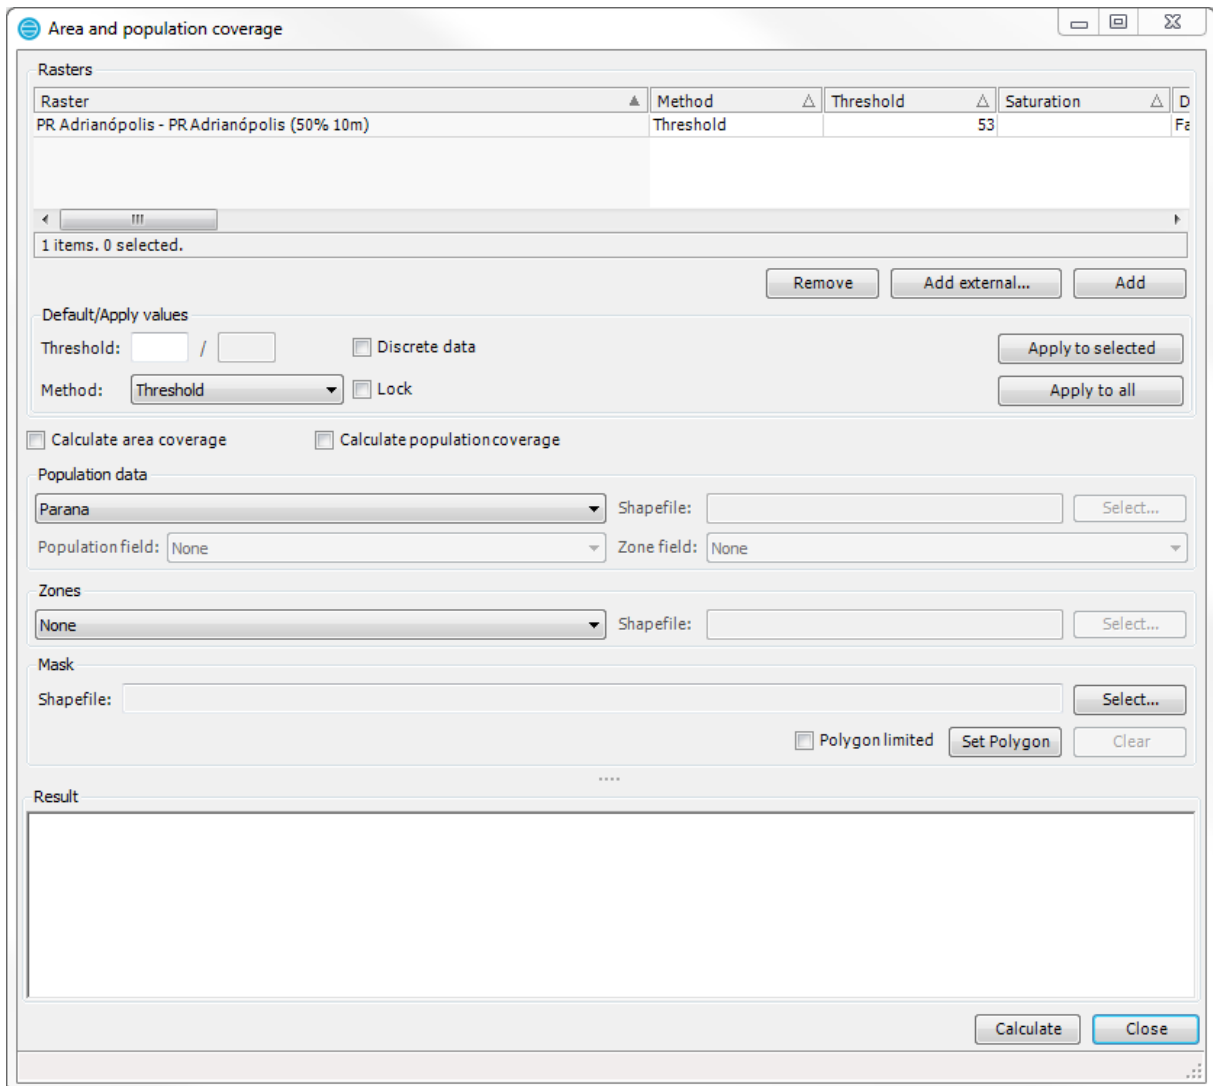 Area and population coverage
Rasters
Raster Method Threshold Saturation D
PR Adrianópolis - PR Adrianópolis (50% 10m) Threshold 53 Fa
1 items. 0 selected.
Remove Add external... Add
Default/Apply values
Threshold: / Discrete data Apply to selected
Method: Threshold Lock Apply to all
Calculate area coverage Calculate population coverage
Population data
Parana Shapefile: Select...
Population field: None Zone field: None
Zones
None Shapefile: Select...
Mask
Shapefile: Select...
Polygon limited Set Polygon Clear
Result
Calculate Close